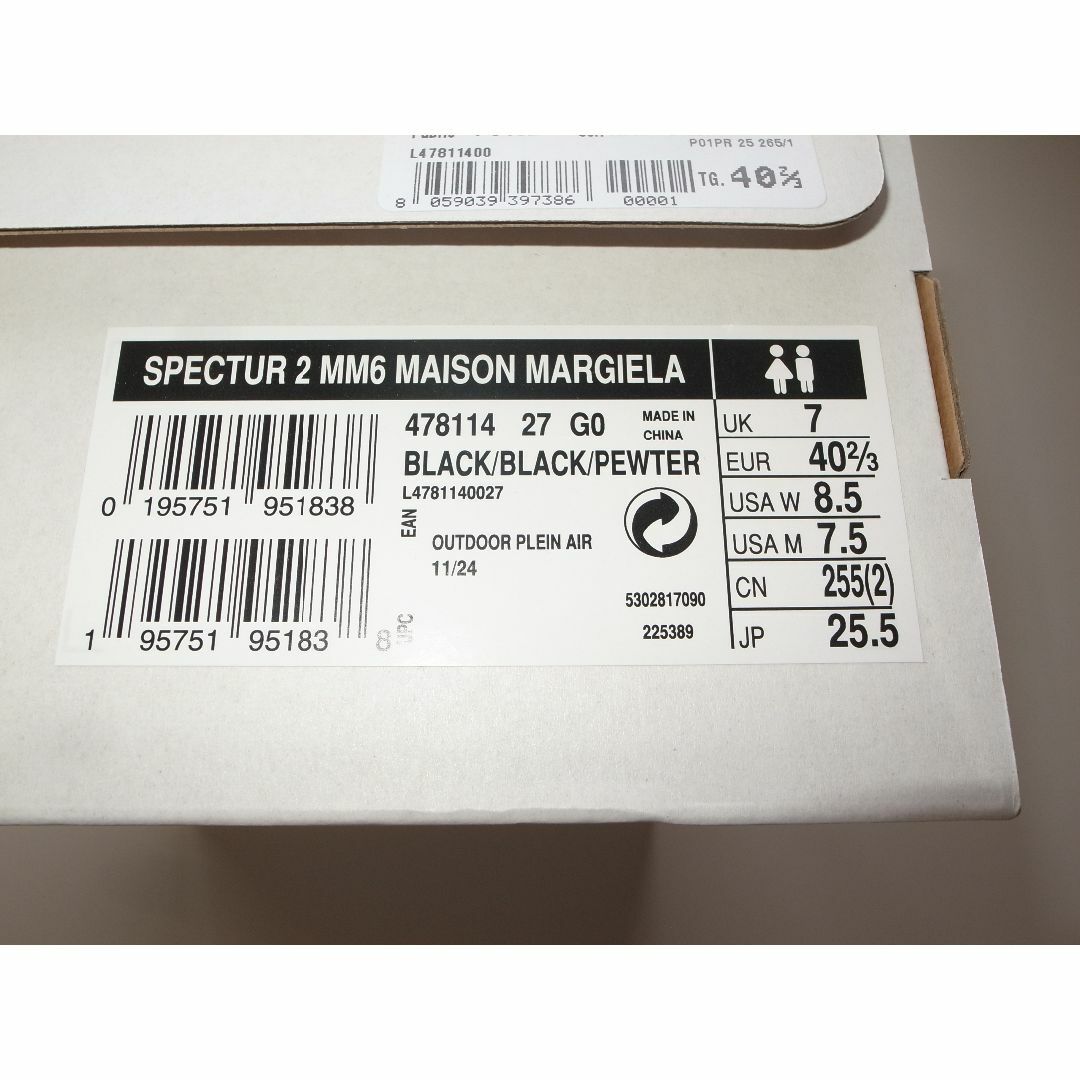 P01PR 25 265/1
L47811400
TG. 40⅔
8 059039 397386 00001
SPECTUR 2 MM6 MAISON MARGIELA
478114 27 G0
MADE IN
CHINA
BLACK/BLACK/PEWTER
L4781140027
0 195751 951838
EAN
OUTDOOR PLEIN AIR
11/24
5302817090
225389
1 95751 95183 8
UPC
UK 7
EUR 40⅔
USA W 8.5
USA M 7.5
CN 255(2)
JP 25.5